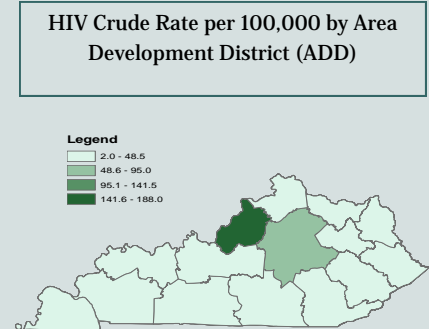 HIV Crude Rate per 100,000 by Area
Development District (ADD)
Legend
2.0 - 48.5
48.6 - 95.0
95.1 - 141.5
141.6 - 188.0